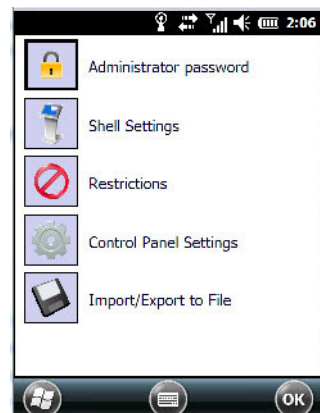 2:06
Administrator password
Shell Settings
Restrictions
Control Panel Settings
Import/Export to File
OK